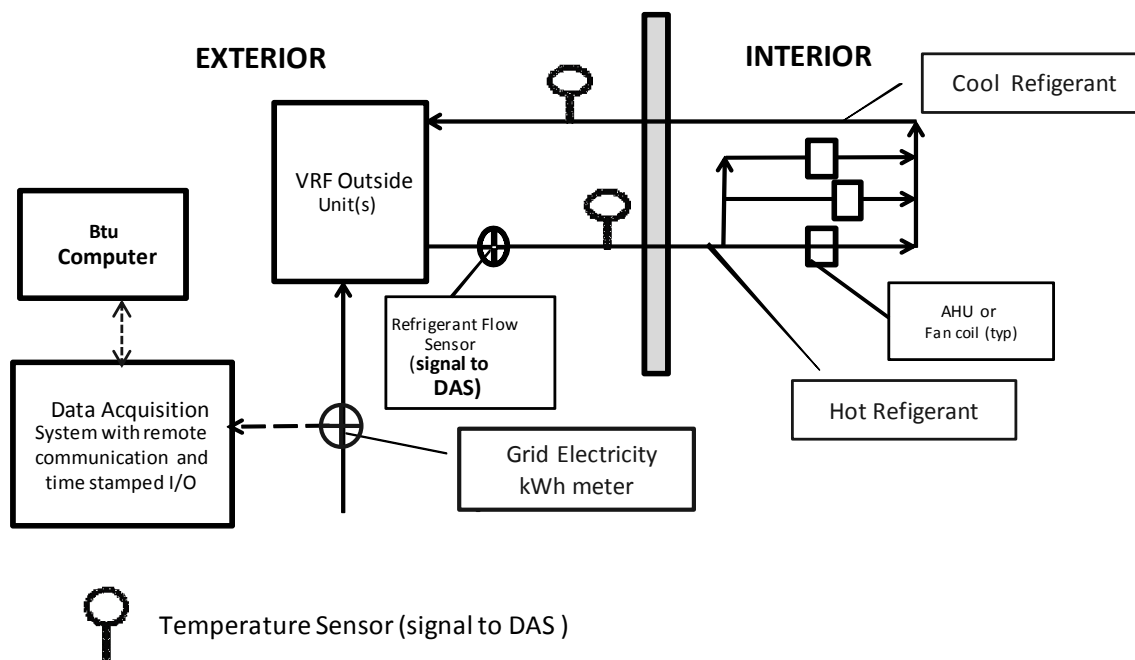 EXTERIOR
INTERIOR
Cool Refigerant
VRF Outside
Unit(s)
Btu
Computer
Refrigerant Flow
Sensor
(signal to
DAS)
AHU or
Fan coil (typ)
Hot Refigerant
Data Acquisition
System with remote
communication and
time stamped I/O
Grid Electricity
kWh meter
Temperature Sensor (signal to DAS )